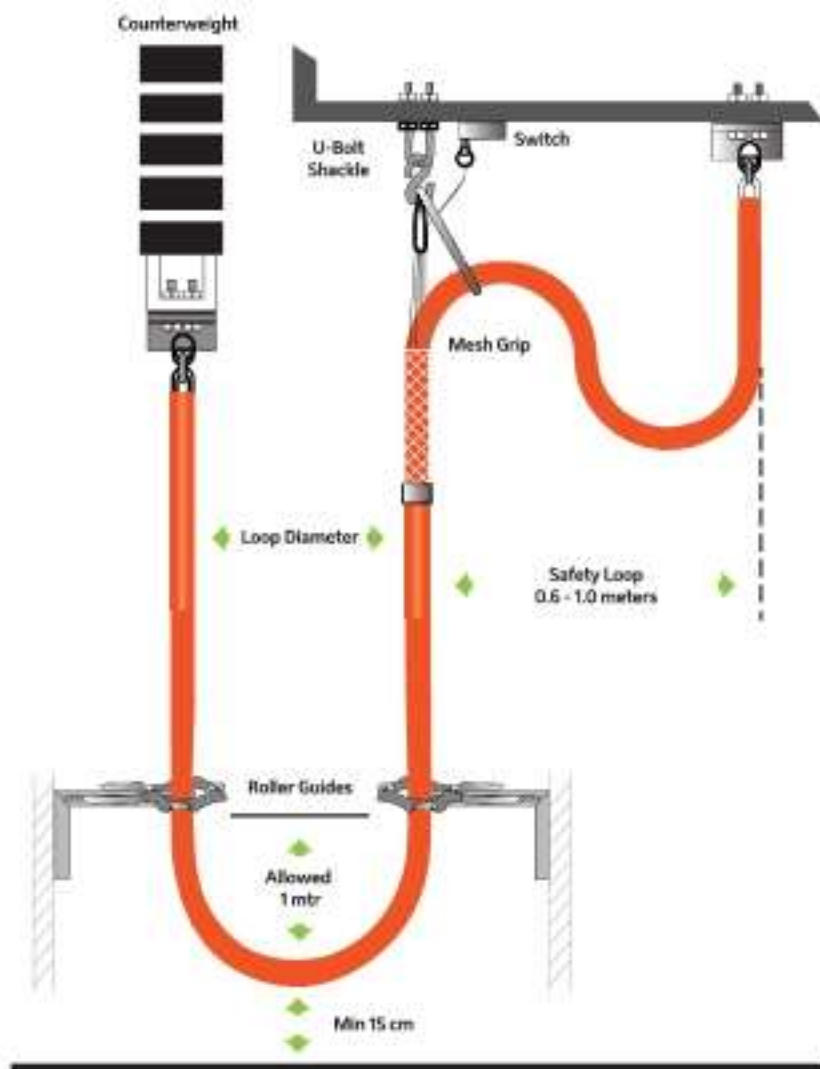 Counterweight
U-Bolt
Shackle
Switch
Mesh Grip
Loop Diameter
Safety Loop
0.6 - 1.0 meters
Roller Guides
Allowed
1 mtr
Min 15 cm